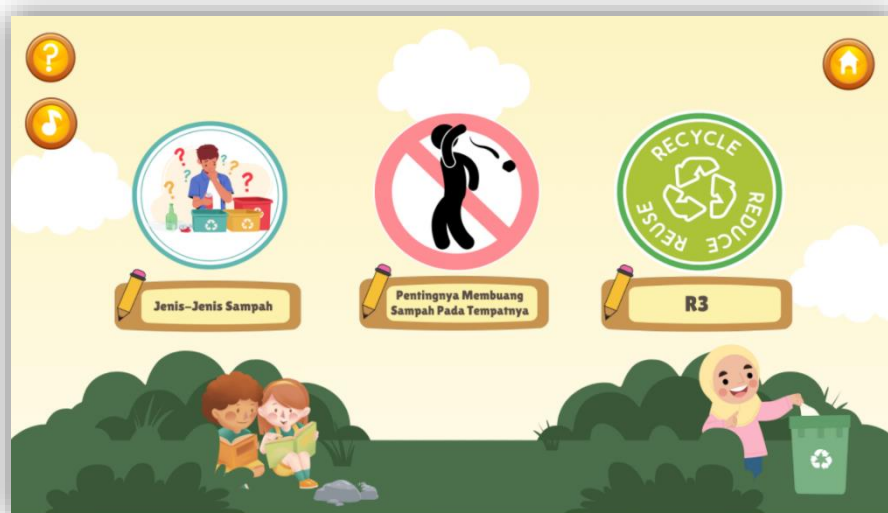 ?
? ? ? ?
Jenis-Jenis Sampah
Pentingnya Membuang
Sampah Pada Tempatnya
RECYCLE
REDUCE
REUSE
R3